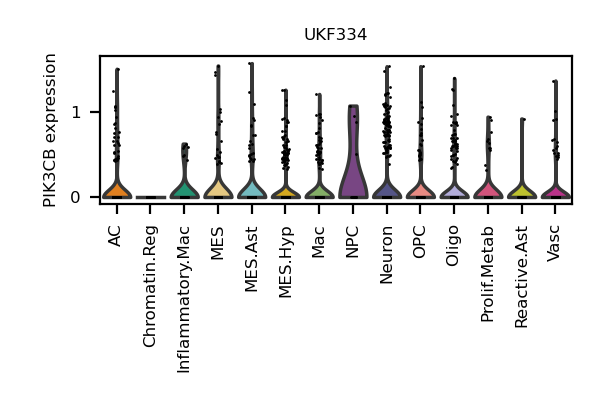 UKF334
PIK3CB expression
1
0
AC
Chromatin.Reg
Inflammatory.Mac
MES
MES.Ast
MES.Hyp
Mac
NPC
Neuron
OPC
Oligo
Prolif.Metab
Reactive.Ast
Vasc